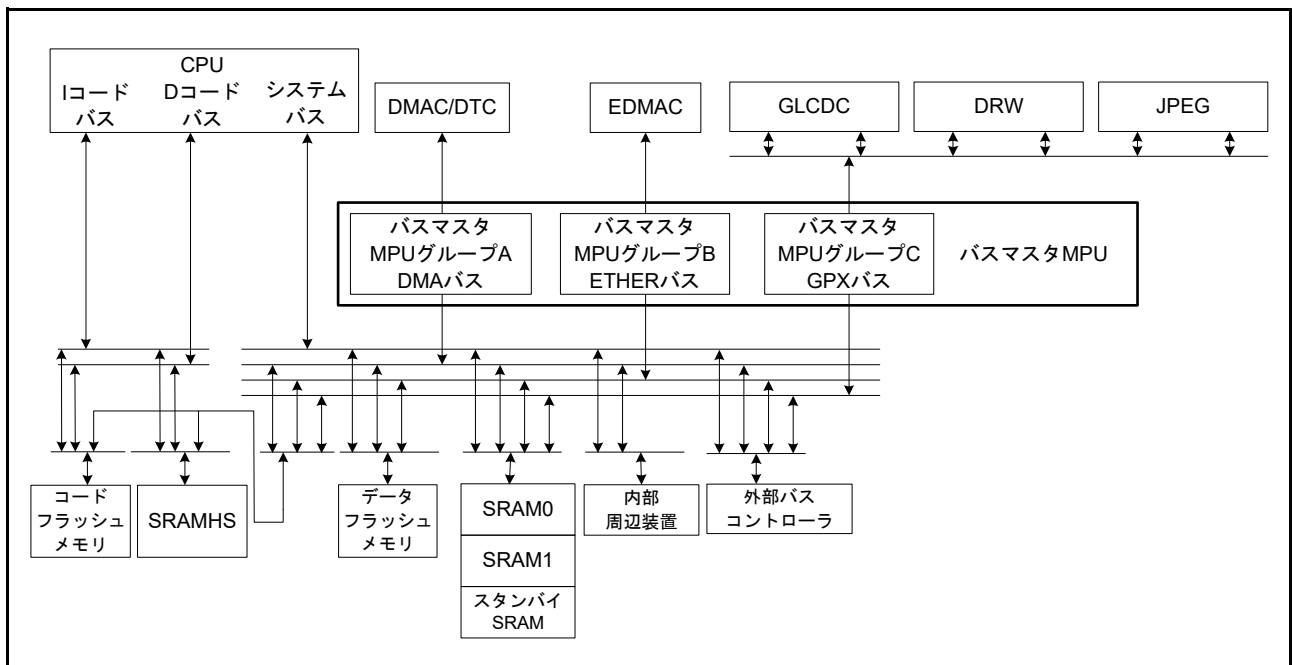 CPU
Iコード
バス
Dコード
バス
システム
バス
DMAC/DTC
EDMAC
GLCDC
DRW
JPEG
バスマスタ
MPUグループA
DMAバス
バスマスタ
MPUグループB
ETHERバス
バスマスタ
MPUグループC
GPXバス
バスマスタMPU
コード
フラッシュ
メモリ
SRAMHS
データ
フラッシュ
メモリ
SRAM0
SRAM1
スタンバイ
SRAM
内部
周辺装置
外部バス
コントローラ